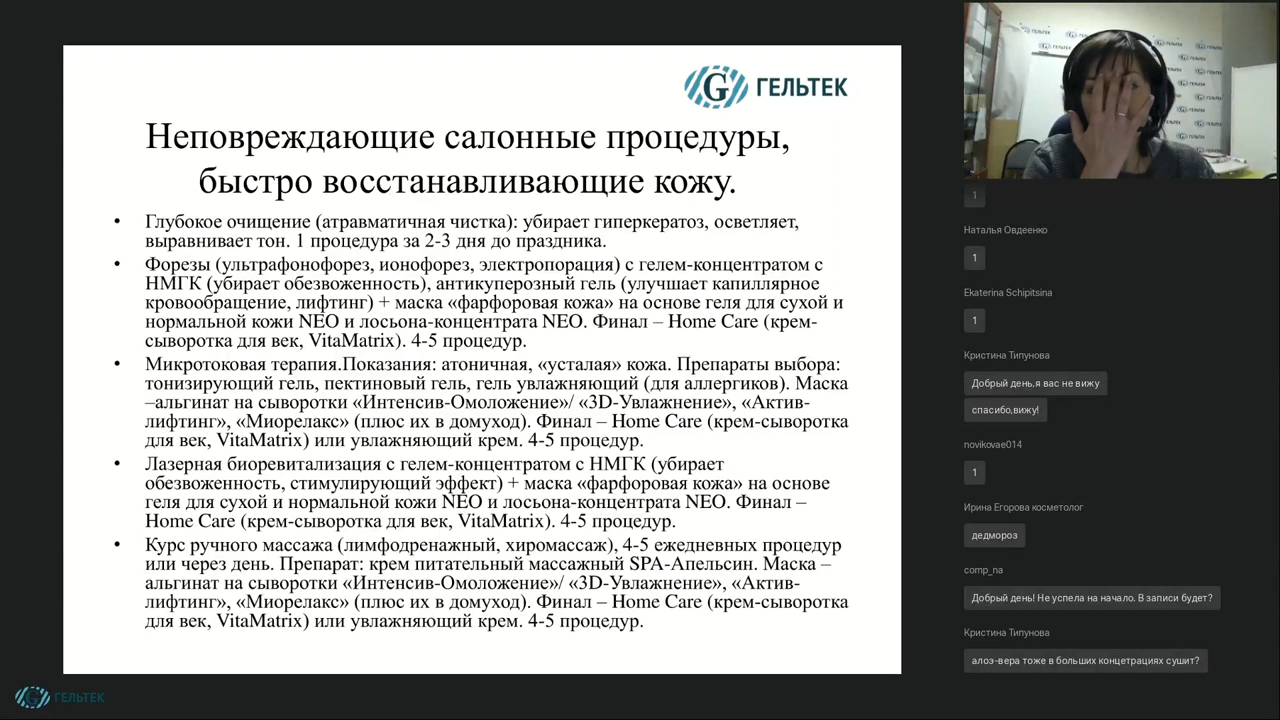 ГЕЛЬТЕК
Неповреждающие салонные процедуры,
быстро восстанавливающие кожу.
• Глубокое очищение (атравматичная чистка): убирает гиперкератоз, осветляет,
выравнивает тон. 1 процедура за 2-3 дня до праздника.
• Форезы (ультрафонофорез, ионофорез, электропорация) с гелем-концентратом с
НМГК (убирает обезвоженность), антикуперозный гель (улучшает капиллярное
кровообращение, лифтинг) + маска «фарфоровая кожа» на основе геля для сухой и
нормальной кожи NEO и лосьона-концентрата NEO. Финал – Home Care (крем-
сыворотка для век, VitaMatrix). 4-5 процедур.
• Микротоковая терапия.Показания: атоничная, «усталая» кожа. Препараты выбора:
тонизирующий гель, пектиновый гель, гель увлажняющий (для аллергиков). Маска
–альгинат на сыворотки «Интенсив-Омоложение»/ «3D-Увлажнение», «Актив-
лифтинг», «Миорелакс» (плюс их в домуход). Финал – Home Care (крем-сыворотка
для век, VitaMatrix) или увлажняющий крем. 4-5 процедур.
• Лазерная биоревитализация с гелем-концентратом с НМГК (убирает
обезвоженность, стимулирующий эффект) + маска «фарфоровая кожа» на основе
геля для сухой и нормальной кожи NEO и лосьона-концентрата NEO. Финал –
Home Care (крем-сыворотка для век, VitaMatrix). 4-5 процедур.
• Курс ручного массажа (лимфодренажный, хиромассаж), 4-5 ежедневных процедур
или через день. Препарат: крем питательный массажный SPA-Апельсин. Маска –
альгинат на сыворотки «Интенсив-Омоложение»/ «3D-Увлажнение», «Актив-
лифтинг», «Миорелакс» (плюс их в домуход). Финал – Home Care (крем-сыворотка
для век, VitaMatrix) или увлажняющий крем. 4-5 процедур.
ГЕЛЬТЕК
1
Наталья Овдеенко
1
Ekaterina Schipitsina
1
Кристина Типунова
Добрый день,я вас не вижу
спасибо,вижу!
novikovae014
1
Ирина Егорова косметолог
дедмороз
comp_na
Добрый день! Не успела на начало. В записи будет?
Кристина Типунова
алоэ-вера тоже в больших концетрациях сушит?